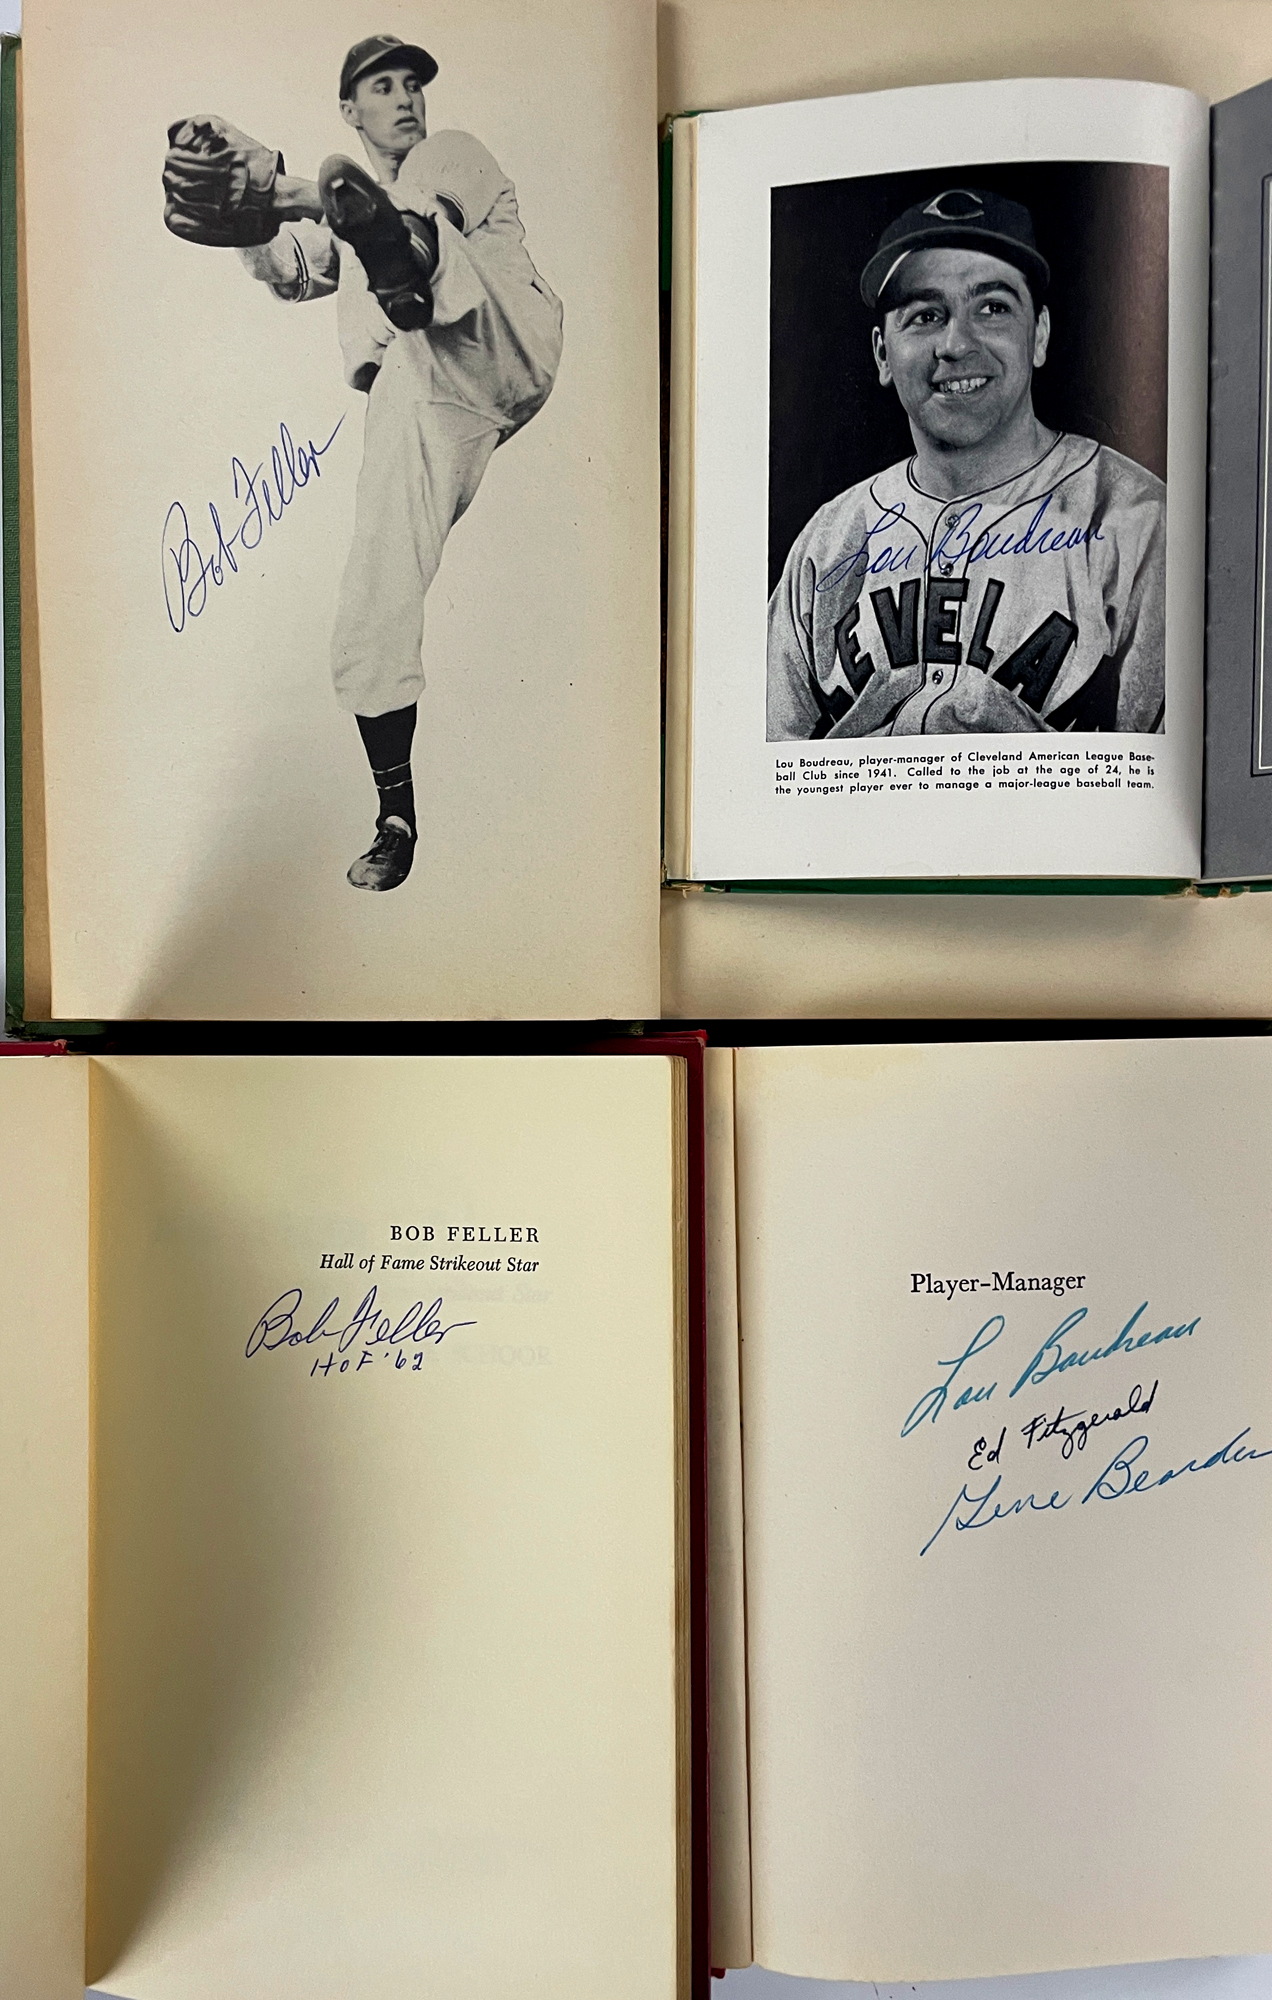 Bob Feller
C
Lou Boudreau
EVELA
Lou Boudreau, player-manager of Cleveland American League Base-
ball Club since 1941. Called to the job at the age of 24, he is
the youngest player ever to manage a major-league baseball team.
BOB FELLER
Hall of Fame Strikeout Star
Bob Feller
HOF '62
Player-Manager
Lou Boudreau
Ed Fitzgerald
Gene Bearden